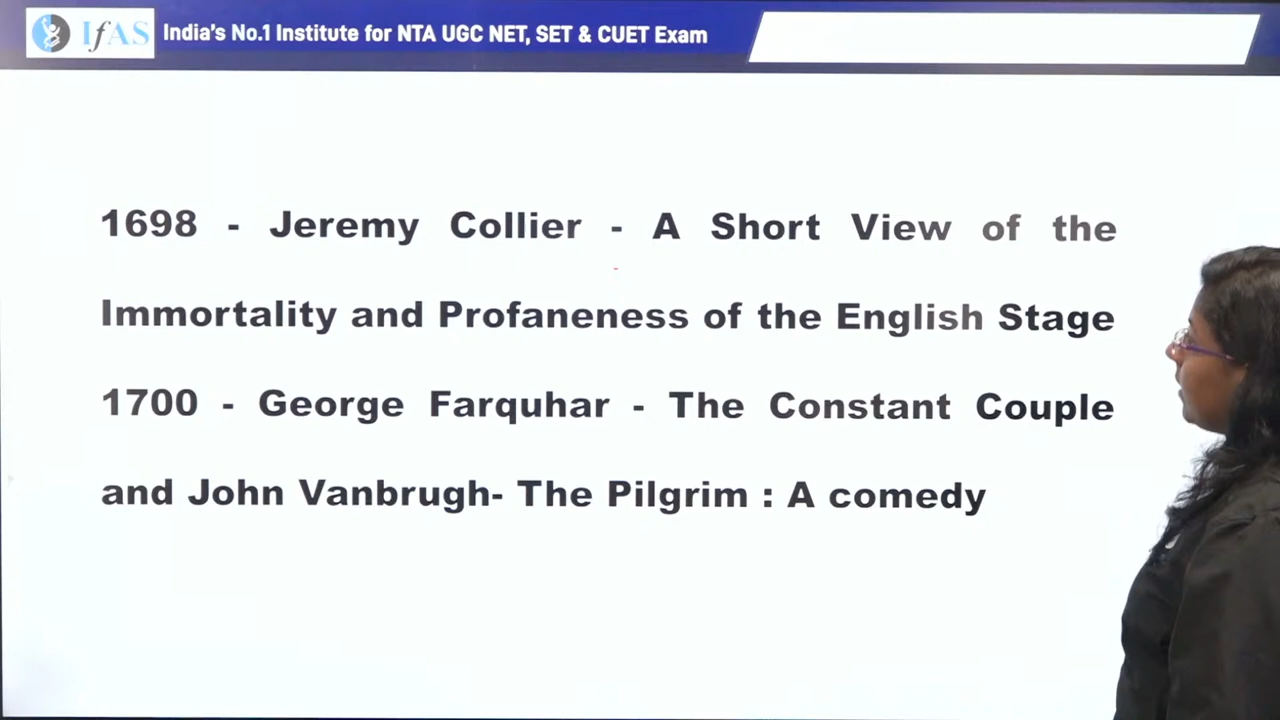 IfAS India's No.1 Institute for NTA UGC NET, SET & CUET Exam
1698 - Jeremy Collier - A Short View of the
Immortality and Profaneness of the English Stage
1700 - George Farquhar - The Constant Couple
and John Vanbrugh- The Pilgrim : A comedy